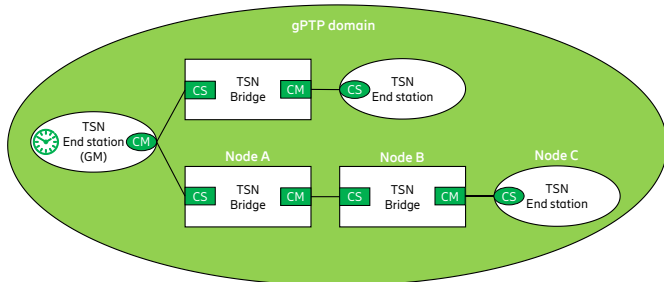 gPTP domain
CS
TSN
Bridge
CM
CS
TSN
End station
TSN
End station
(GM)
CM
Node A
Node B
Node C
CS
TSN
Bridge
CM
CS
TSN
Bridge
CM
CS
TSN
End station